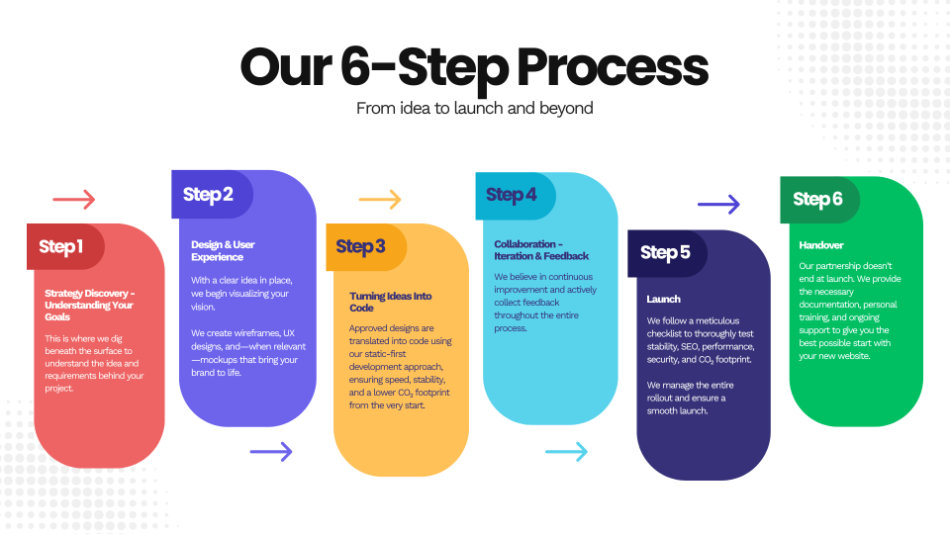 Our 6-Step Process
From idea to launch and beyond
Step 1
Strategy Discovery -
Understanding Your
Goals
This is where we dig
beneath the surface to
understand the idea and
requirements behind your
project.
Step 2
Design & User
Experience
With a clear idea in place,
we begin visualizing your
vision.
We create wireframes, UX
designs, and—when relevant
—mockups that bring your
brand to life.
Step 3
Turning Ideas Into
Code
Approved designs are
translated into code using
our static-first
development approach,
ensuring speed, stability,
and a lower CO₂ footprint
from the very start.
Step 4
Collaboration -
Iteration & Feedback
We believe in continuous
improvement and actively
collect feedback
throughout the entire
process.
Step 5
Launch
We follow a meticulous
checklist to thoroughly test
stability, SEO, performance,
security, and CO₂ footprint.
We manage the entire
rollout and ensure a
smooth launch.
Step 6
Handover
Our partnership doesn't
end at launch. We provide
the necessary
documentation, personal
training, and ongoing
support to give you the
best possible start with
your new website.